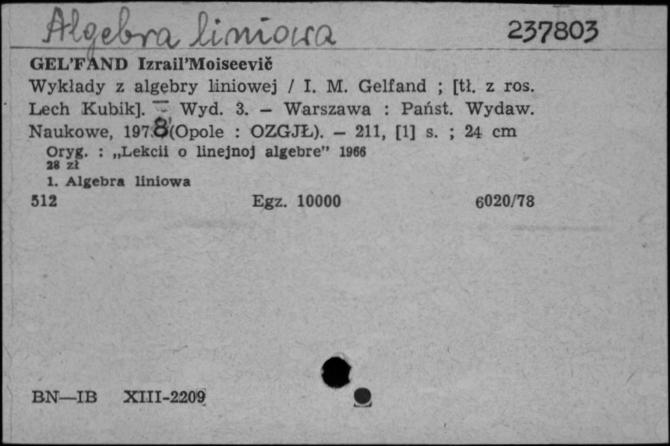 Algebra liniowa
237803
GEL'FAND Izrail'Moiseevič
Wykłady z algebry liniowej / I. M. Gelfand ; [tł. z ros.
Lech Kubik]. — Wyd. 3. — Warszawa : Państ. Wydaw.
Naukowe, 1978 (Opole : OZGJŁ). — 211, [1] s. ; 24 cm
Oryg. : „Lekcii o linejnoj algebre" 1966
28 zł
1. Algebra liniowa
512 Egz. 10000 6020/78
BN—IB XIII-2209